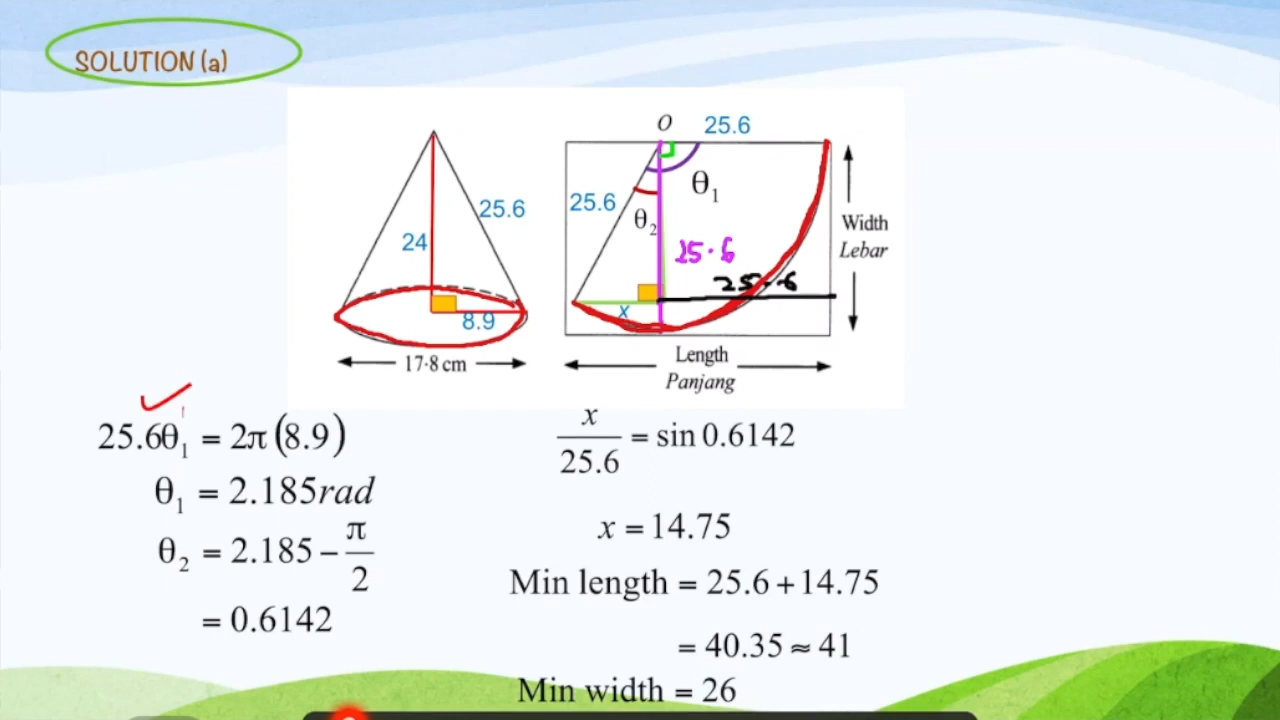 SOLUTION (a)
O
25.6
25.6
24
8.9
17·8 cm
25.6
θ₁
θ₂
25·6
25·6
x
Width
Lebar
Length
Panjang
25.6θ₁ = 2π(8.9)
θ₁ = 2.185rad
θ₂ = 2.185 − π/2
= 0.6142
x/25.6 = sin 0.6142
x = 14.75
Min length = 25.6 + 14.75
= 40.35 ≈ 41
Min width = 26